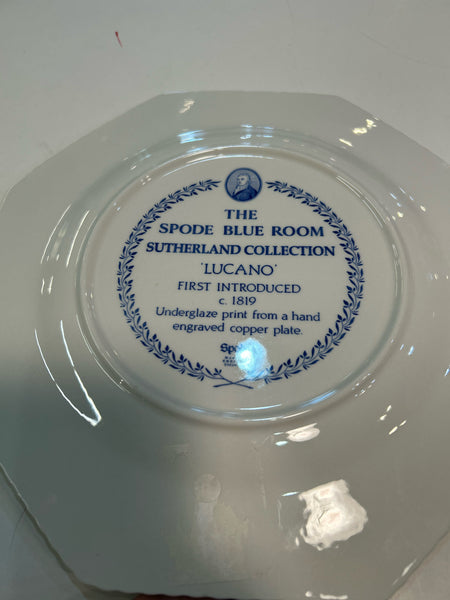 THE
SPODE BLUE ROOM
SUTHERLAND COLLECTION
'LUCANO'
FIRST INTRODUCED
c. 1819
Underglaze print from a hand
engraved copper plate.